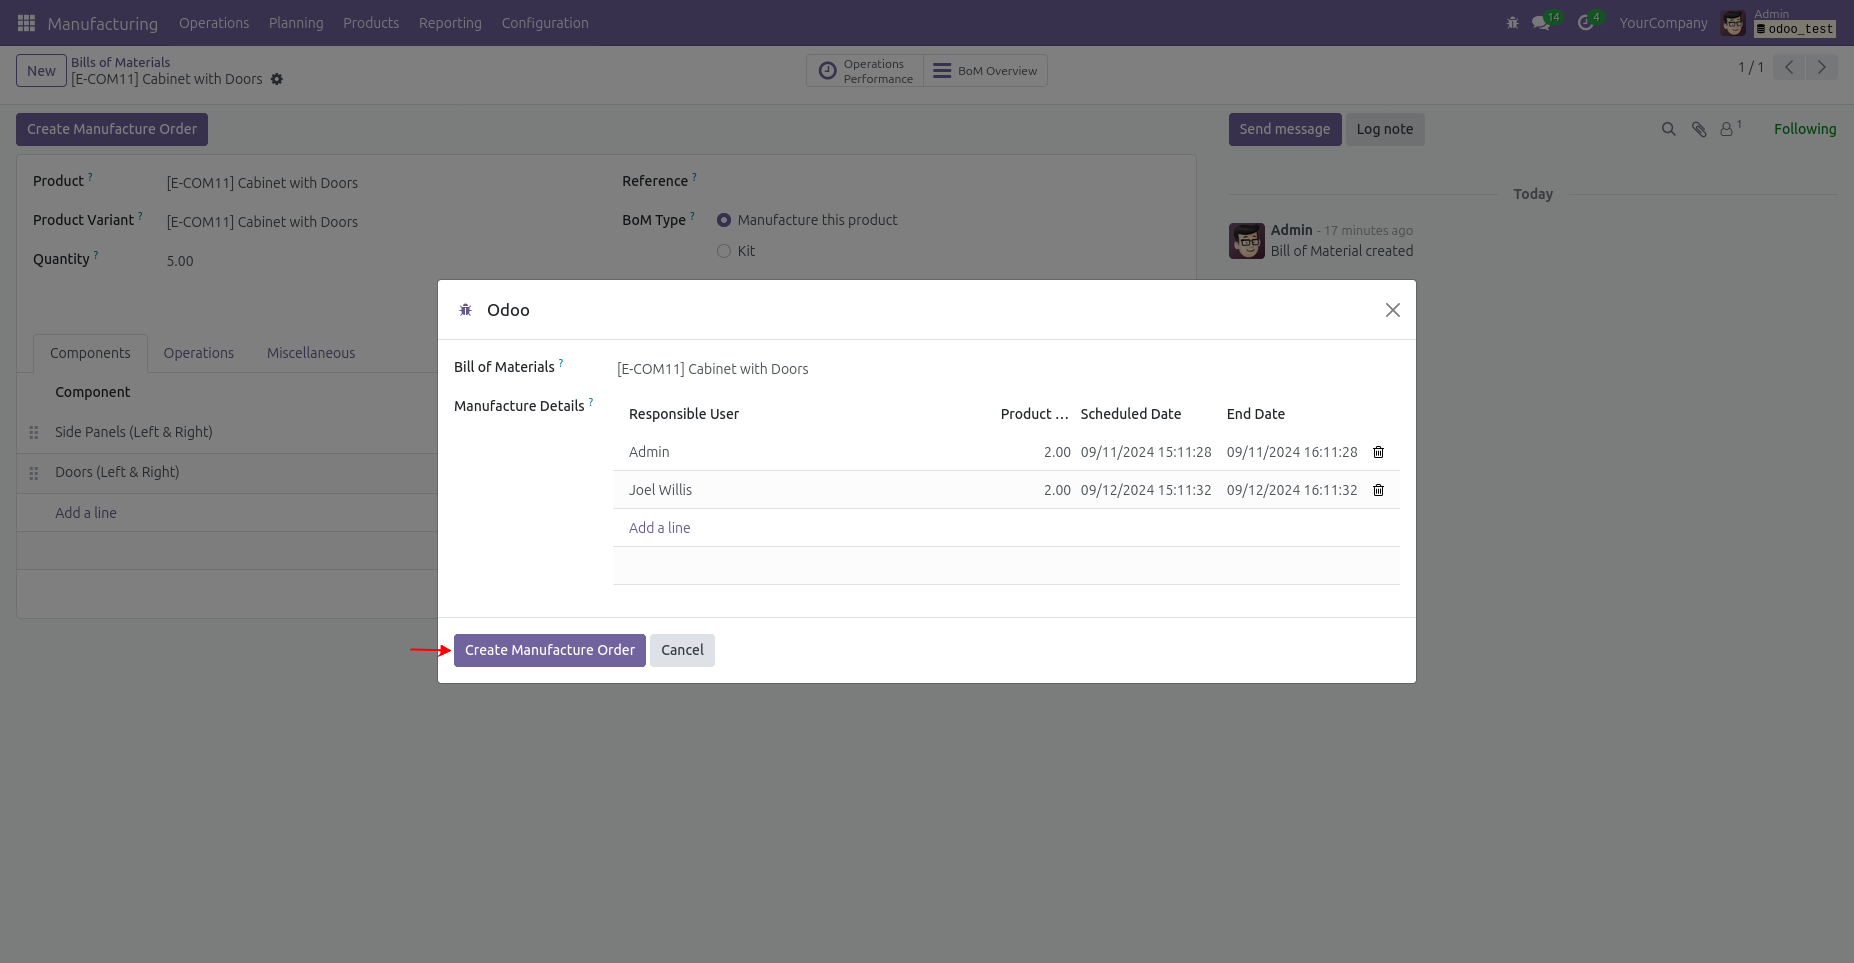 Manufacturing Operations Planning Products Reporting Configuration 14 4 YourCompany Admin
odoo_test
New Bills of Materials
[E-COM11] Cabinet with Doors
Operations
Performance
BoM Overview
1 / 1
Create Manufacture Order
Send message Log note 1 Following
Product ? [E-COM11] Cabinet with Doors
Reference ?
Product Variant ? [E-COM11] Cabinet with Doors
BoM Type ? Manufacture this product
Kit
Quantity ? 5.00
Today
Admin - 17 minutes ago
Bill of Material created
Components Operations Miscellaneous
Component
Side Panels (Left & Right)
Doors (Left & Right)
Add a line
Odoo
Bill of Materials ? [E-COM11] Cabinet with Doors
Manufacture Details ?
Responsible User Product ... Scheduled Date End Date
Admin 2.00 09/11/2024 15:11:28 09/11/2024 16:11:28
Joel Willis 2.00 09/12/2024 15:11:32 09/12/2024 16:11:32
Add a line
Create Manufacture Order Cancel